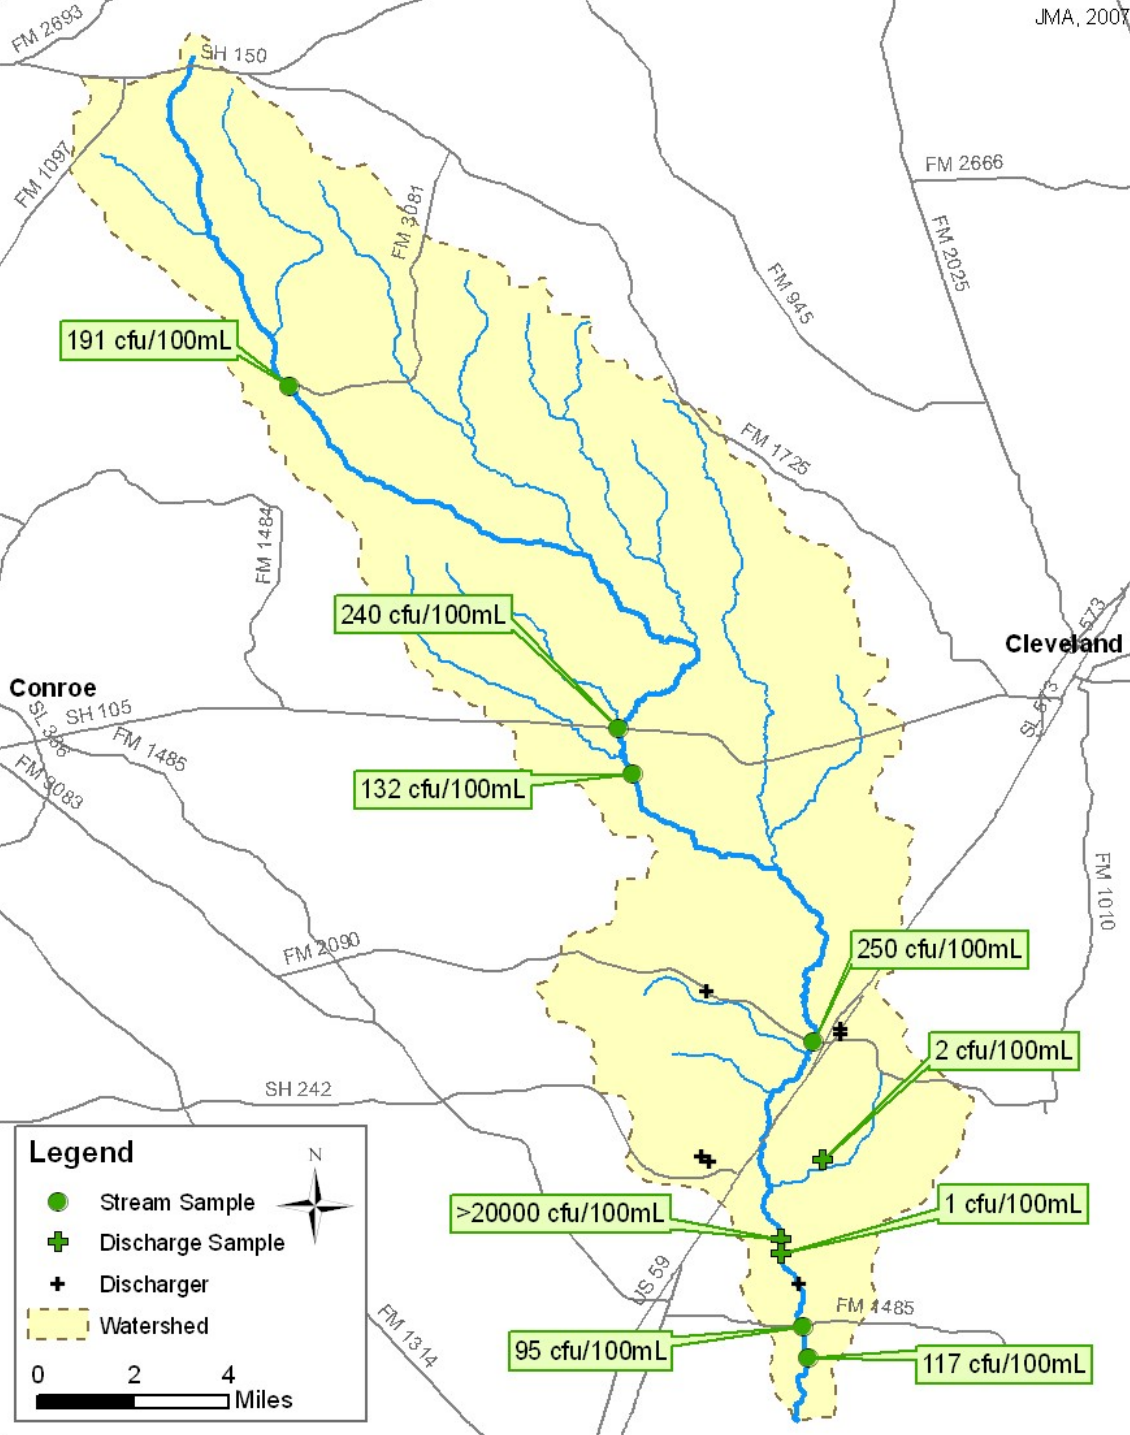 JMA, 2007
FM 2693
SH 150
FM 1097
FM 3081
FM 2666
FM 2025
FM 945
191 cfu/100mL
FM 1725
FM 1484
240 cfu/100mL
573
Cleveland
Conroe
SH 105
SL 336
FM 1485
SL 573
FM 3083
132 cfu/100mL
FM 1010
FM 2090
250 cfu/100mL
2 cfu/100mL
SH 242
Legend
N
Stream Sample
Discharge Sample
Discharger
Watershed
0 2 4
Miles
>20000 cfu/100mL
1 cfu/100mL
US 59
FM 1485
FM 1314
95 cfu/100mL
117 cfu/100mL